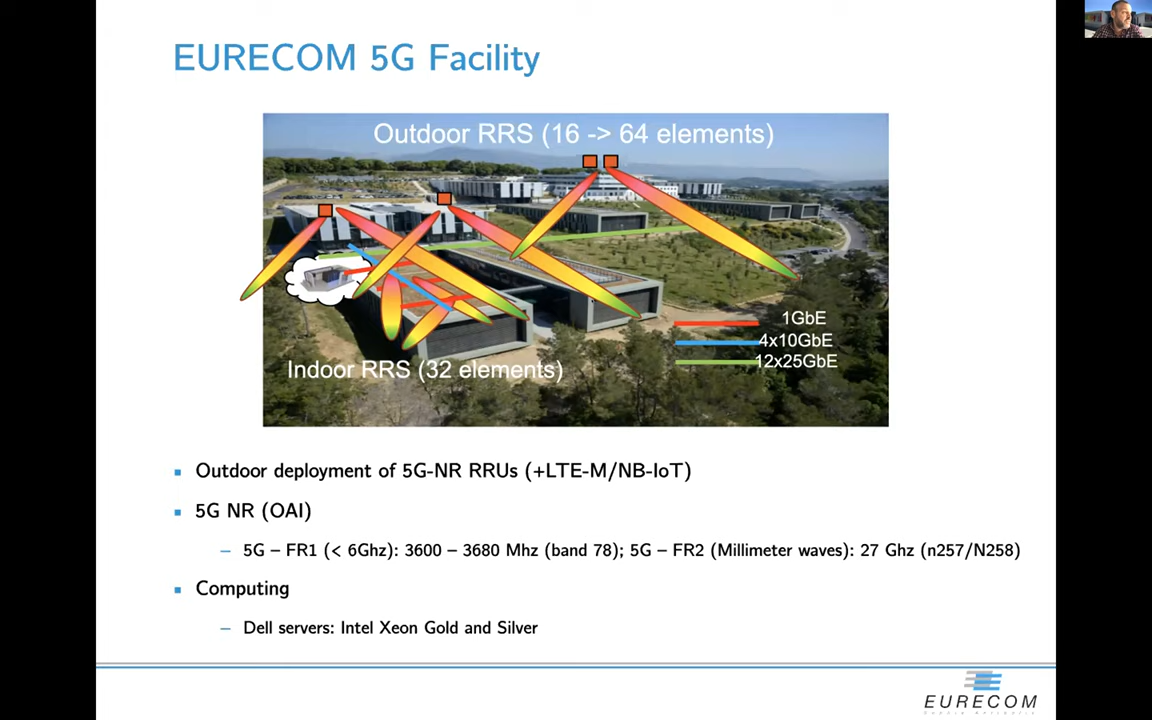 EURECOM 5G Facility
Outdoor RRS (16 -> 64 elements)
1GbE
4x10GbE
12x25GbE
Indoor RRS (32 elements)
Outdoor deployment of 5G-NR RRUs (+LTE-M/NB-IoT)
5G NR (OAI)
– 5G – FR1 (< 6Ghz): 3600 – 3680 Mhz (band 78); 5G – FR2 (Millimeter waves): 27 Ghz (n257/N258)
Computing
– Dell servers: Intel Xeon Gold and Silver
EURECOM